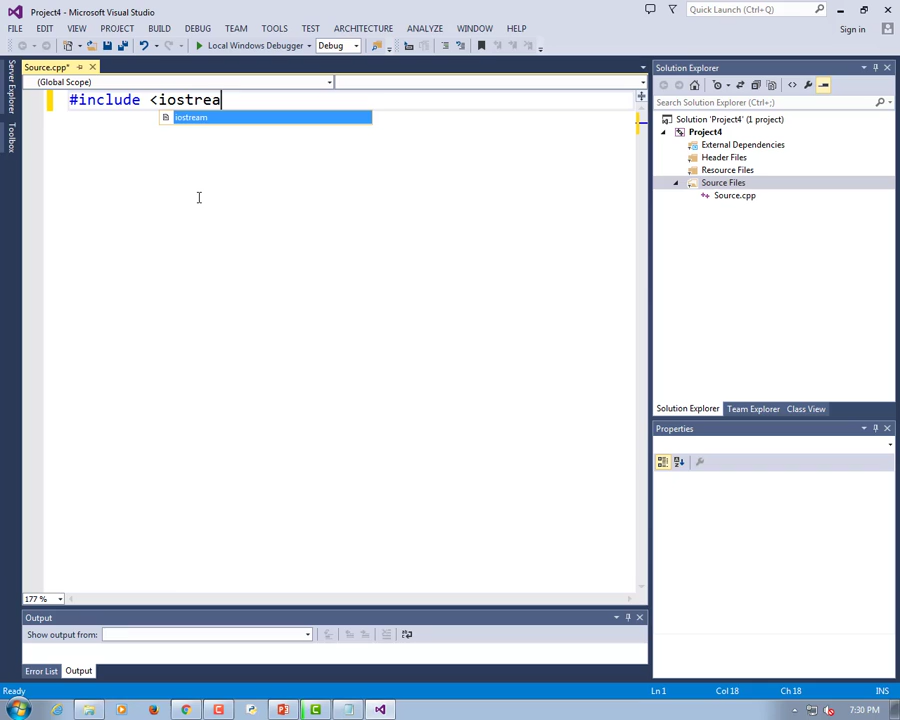 Project4 - Microsoft Visual Studio
Quick Launch (Ctrl+Q)
FILE EDIT VIEW PROJECT BUILD DEBUG TEAM TOOLS TEST ARCHITECTURE ANALYZE WINDOW HELP
Sign in
Local Windows Debugger Debug
Server Explorer
Toolbox
Source.cpp*
(Global Scope)
#include <iostrea
iostream
177 %
Output
Show output from:
Error List Output
Solution Explorer
Search Solution Explorer (Ctrl+;)
Solution 'Project4' (1 project)
Project4
External Dependencies
Header Files
Resource Files
Source Files
Source.cpp
Solution Explorer Team Explorer Class View
Properties
Ready Ln 1 Col 18 Ch 18 INS
7:30 PM